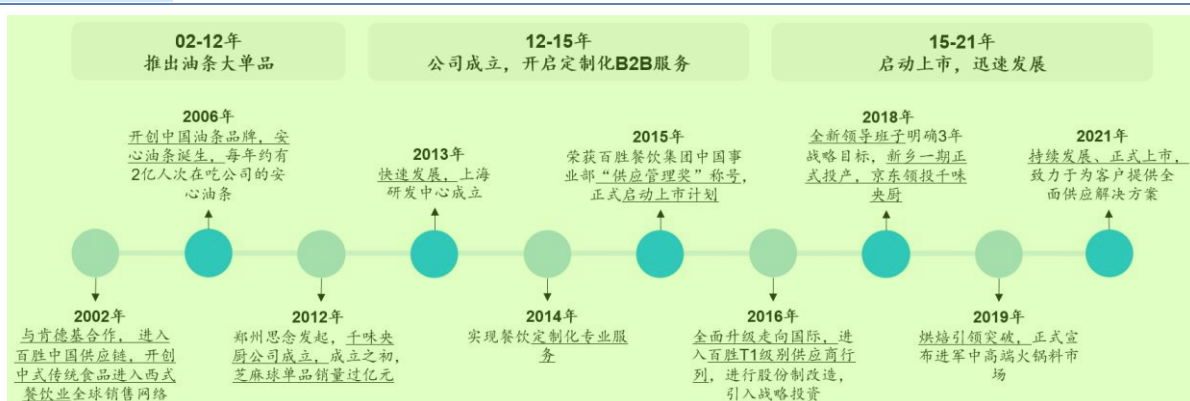 02-12年
推出油条大单品
12-15年
公司成立，开启定制化B2B服务
15-21年
启动上市，迅速发展
2006年
开创中国油条品牌，安
心油条诞生，每年约有
2亿人次在吃公司的安
心油条
2013年
快速发展，上海
研发中心成立
2015年
荣获百胜餐饮集团中国事
业部“供应管理奖”称号，
正式启动上市计划
2018年
全新领导班子明确3年
战略目标，新乡一期正
式投产，京东领投千味
央厨
2021年
持续发展、正式上市，
致力于为客户提供全
面供应解决方案
2002年
与肯德基合作，进入
百胜中国供应链，开创
中式传统食品进入西式
餐饮业全球销售网络
2012年
郑州思念发起，千味央
厨公司成立，成立之初，
芝麻球单品销量过亿元
2014年
实现餐饮定制化专业服
务
2016年
全面升级走向国际，进
入百胜T1级别供应商行
列，进行股份制改造，
引入战略投资
2019年
烘焙引领突破，正式宣
布进军中高端火锅料市
场